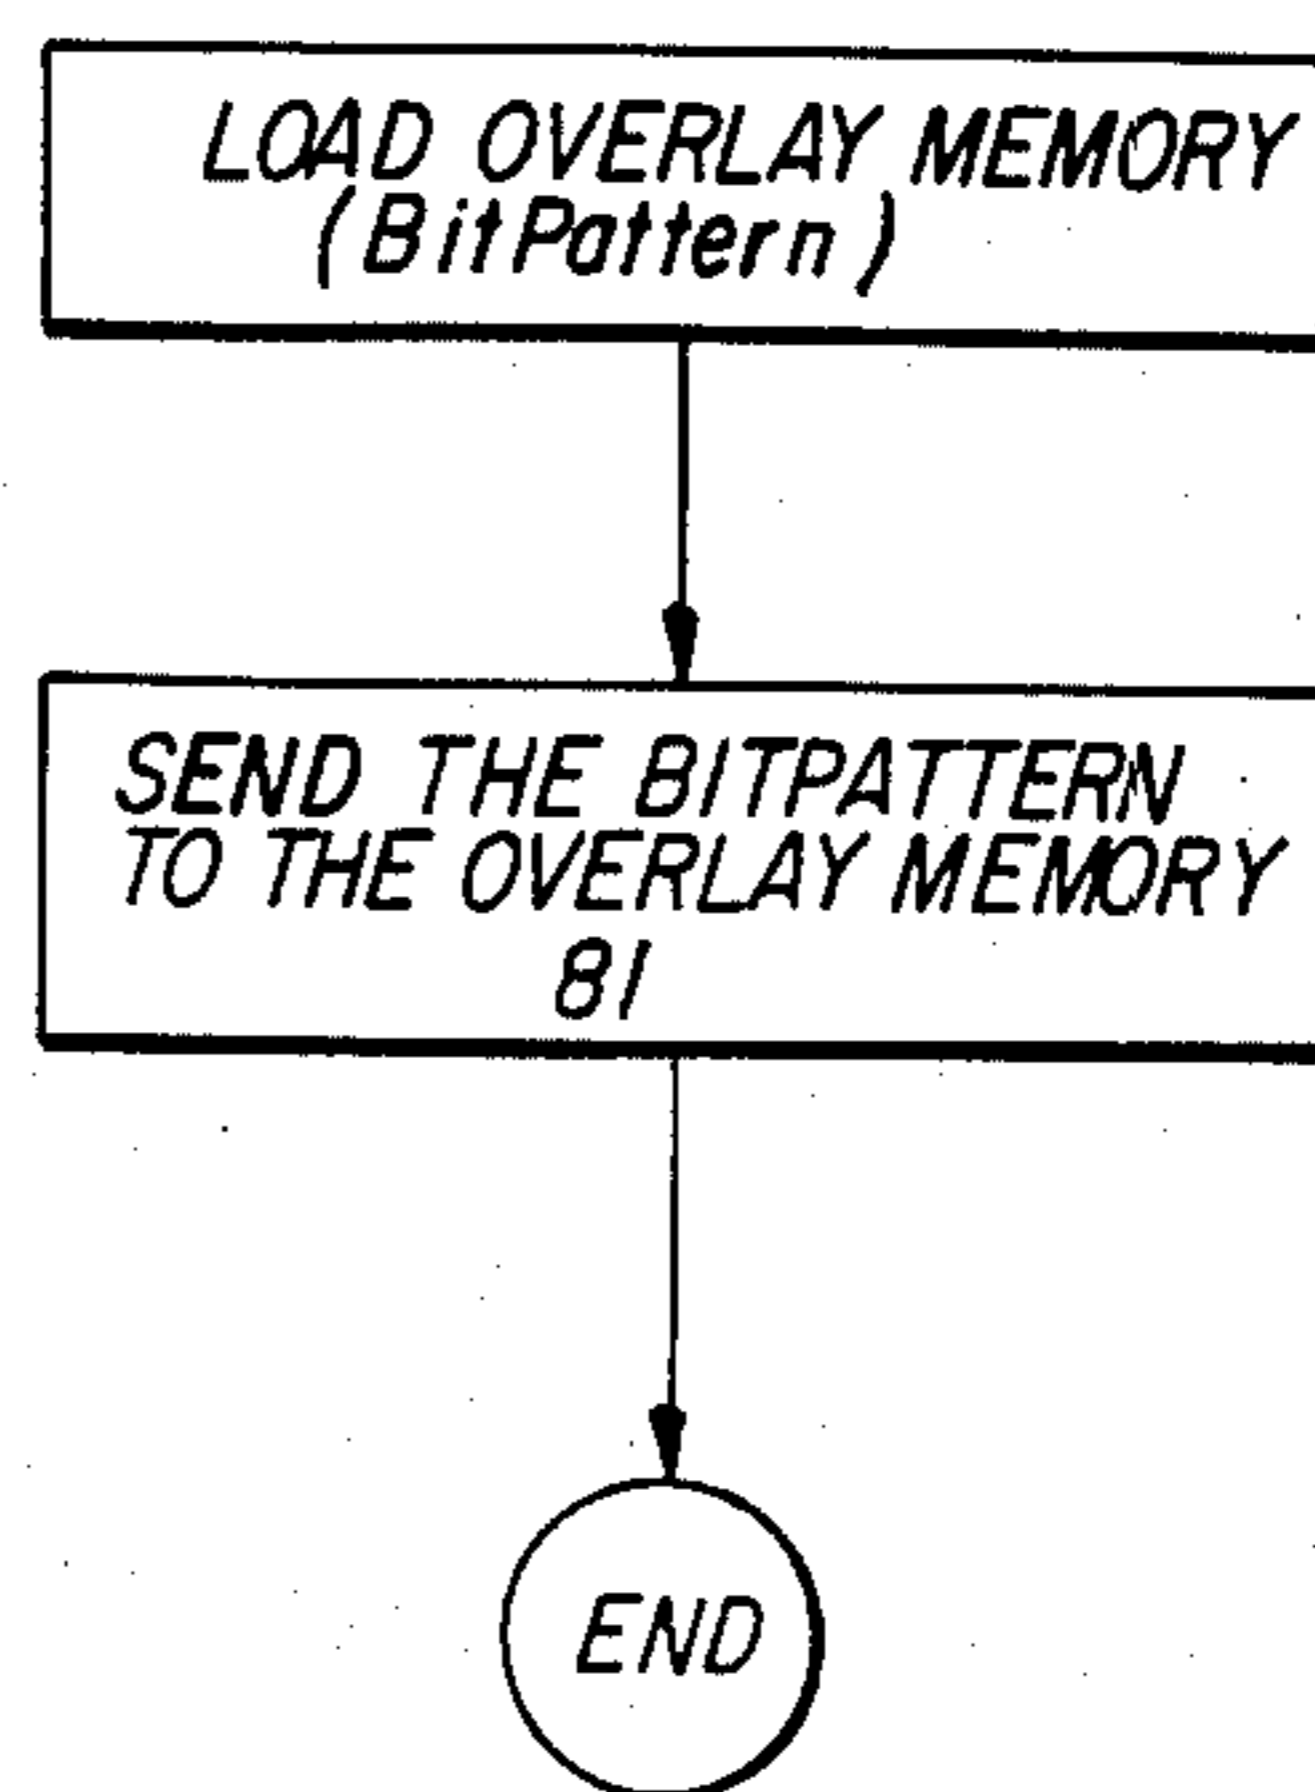 LOAD OVERLAY MEMORY
(BitPattern)
SEND THE BITPATTERN
TO THE OVERLAY MEMORY
81
END